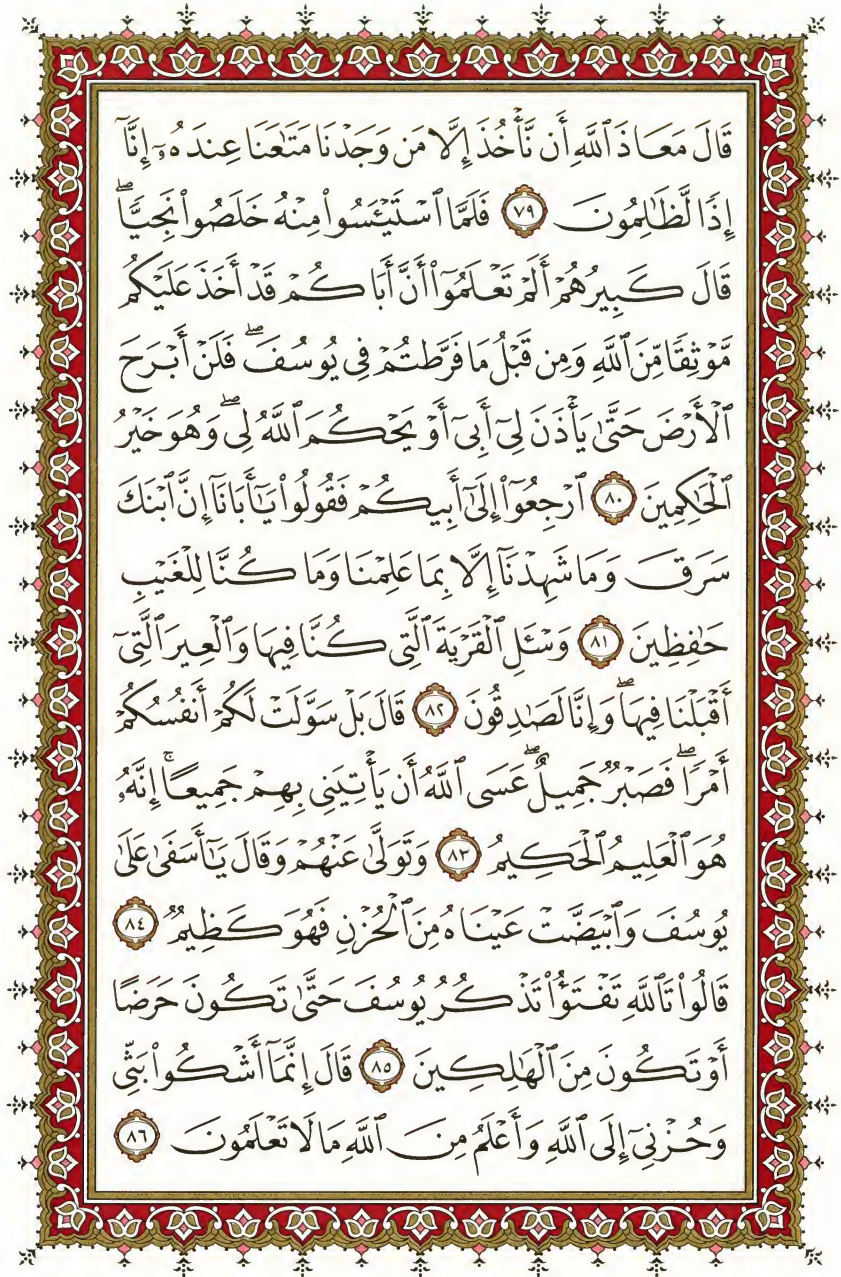 قَالَ مَعَاذَ ٱللَّهِ أَن نَّأْخُذَ إِلَّا مَن وَجَدْنَا مَتَٰعَنَا عِندَهُۥٓ إِنَّآ
إِذًا لَّظَٰلِمُونَ ٧٩ فَلَمَّا ٱسْتَيْـَٔسُوا۟ مِنْهُ خَلَصُوا۟ نَجِيًّا ۖ
قَالَ كَبِيرُهُمْ أَلَمْ تَعْلَمُوٓا۟ أَنَّ أَبَاكُمْ قَدْ أَخَذَ عَلَيْكُم
مَّوْثِقًا مِّنَ ٱللَّهِ وَمِن قَبْلُ مَا فَرَّطتُمْ فِى يُوسُفَ ۖ فَلَنْ أَبْرَحَ
ٱلْأَرْضَ حَتَّىٰ يَأْذَنَ لِىٓ أَبِىٓ أَوْ يَحْكُمَ ٱللَّهُ لِى ۖ وَهُوَ خَيْرُ
ٱلْحَٰكِمِينَ ٨٠ ٱرْجِعُوٓا۟ إِلَىٰٓ أَبِيكُمْ فَقُولُوا۟ يَٰٓأَبَانَآ إِنَّ ٱبْنَكَ
سَرَقَ وَمَا شَهِدْنَآ إِلَّا بِمَا عَلِمْنَا وَمَا كُنَّا لِلْغَيْبِ
حَٰفِظِينَ ٨١ وَسْـَٔلِ ٱلْقَرْيَةَ ٱلَّتِى كُنَّا فِيهَا وَٱلْعِيرَ ٱلَّتِىٓ
أَقْبَلْنَا فِيهَا ۖ وَإِنَّا لَصَٰدِقُونَ ٨٢ قَالَ بَلْ سَوَّلَتْ لَكُمْ أَنفُسُكُمْ
أَمْرًا ۖ فَصَبْرٌ جَمِيلٌ ۖ عَسَى ٱللَّهُ أَن يَأْتِيَنِى بِهِمْ جَمِيعًا ۚ إِنَّهُۥ
هُوَ ٱلْعَلِيمُ ٱلْحَكِيمُ ٨٣ وَتَوَلَّىٰ عَنْهُمْ وَقَالَ يَٰٓأَسَفَىٰ عَلَىٰ
يُوسُفَ وَٱبْيَضَّتْ عَيْنَاهُ مِنَ ٱلْحُزْنِ فَهُوَ كَظِيمٌ ٨٤
قَالُوا۟ تَٱللَّهِ تَفْتَؤُا۟ تَذْكُرُ يُوسُفَ حَتَّىٰ تَكُونَ حَرَضًا
أَوْ تَكُونَ مِنَ ٱلْهَٰلِكِينَ ٨٥ قَالَ إِنَّمَآ أَشْكُوا۟ بَثِّى
وَحُزْنِىٓ إِلَى ٱللَّهِ وَأَعْلَمُ مِنَ ٱللَّهِ مَا لَا تَعْلَمُونَ ٨٦